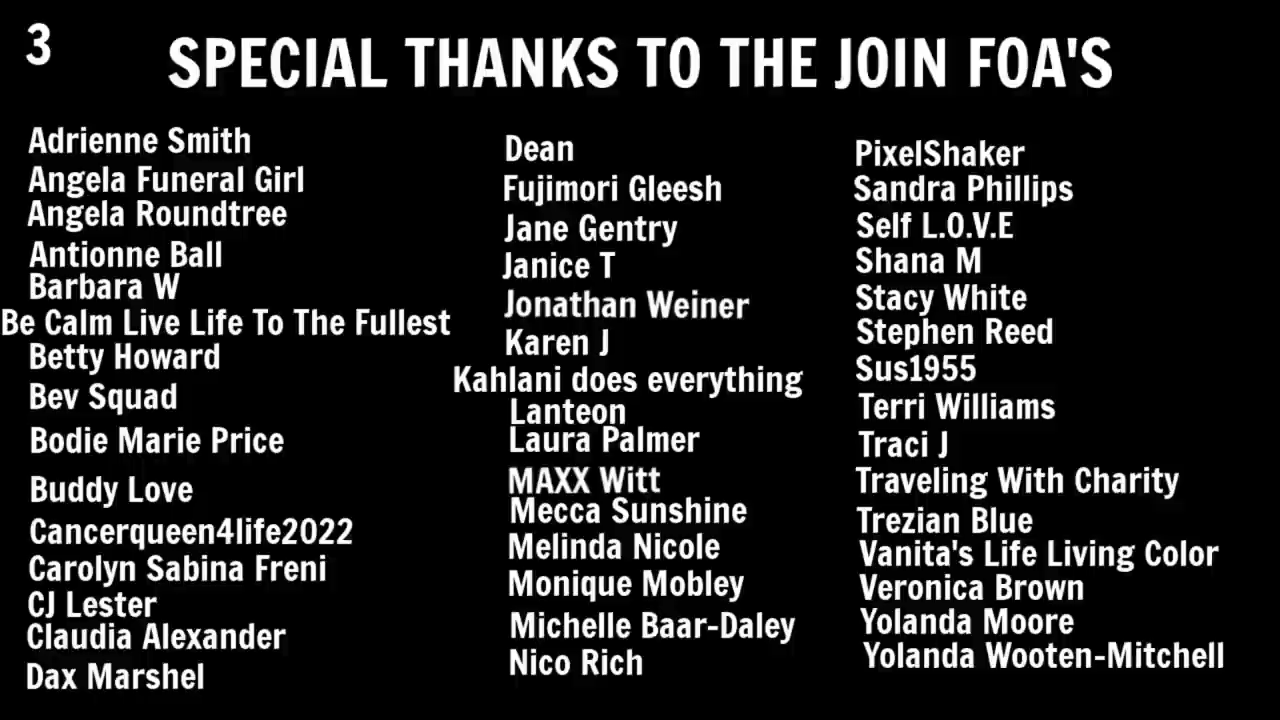 3
SPECIAL THANKS TO THE JOIN FOA'S
Adrienne Smith
Angela Funeral Girl
Angela Roundtree
Antionne Ball
Barbara W
Be Calm Live Life To The Fullest
Betty Howard
Bev Squad
Bodie Marie Price
Buddy Love
Cancerqueen4life2022
Carolyn Sabina Freni
CJ Lester
Claudia Alexander
Dax Marshel
Dean
Fujimori Gleesh
Jane Gentry
Janice T
Jonathan Weiner
Karen J
Kahlani does everything
Lanteon
Laura Palmer
MAXX Witt
Mecca Sunshine
Melinda Nicole
Monique Mobley
Michelle Baar-Daley
Nico Rich
PixelShaker
Sandra Phillips
Self L.O.V.E
Shana M
Stacy White
Stephen Reed
Sus1955
Terri Williams
Traci J
Traveling With Charity
Trezian Blue
Vanita's Life Living Color
Veronica Brown
Yolanda Moore
Yolanda Wooten-Mitchell